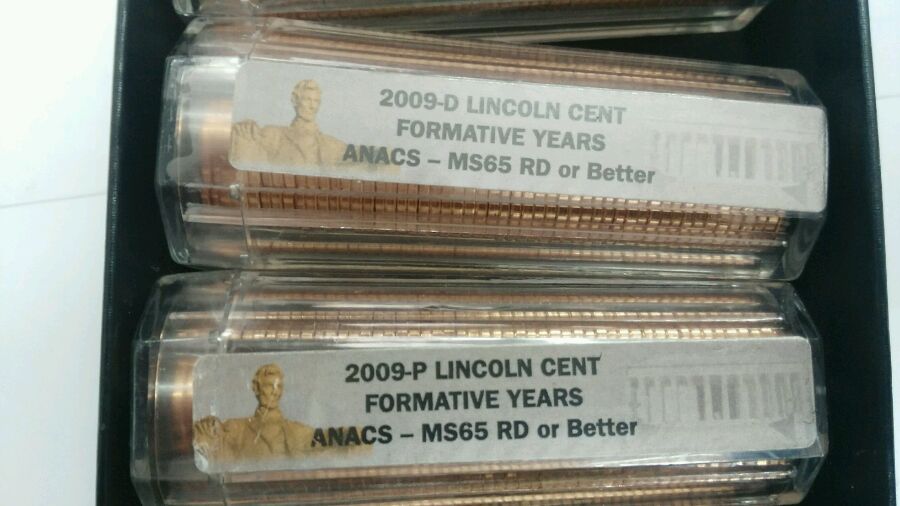 2009-D LINCOLN CENT
FORMATIVE YEARS
ANACS – MS65 RD or Better
2009-P LINCOLN CENT
FORMATIVE YEARS
ANACS – MS65 RD or Better